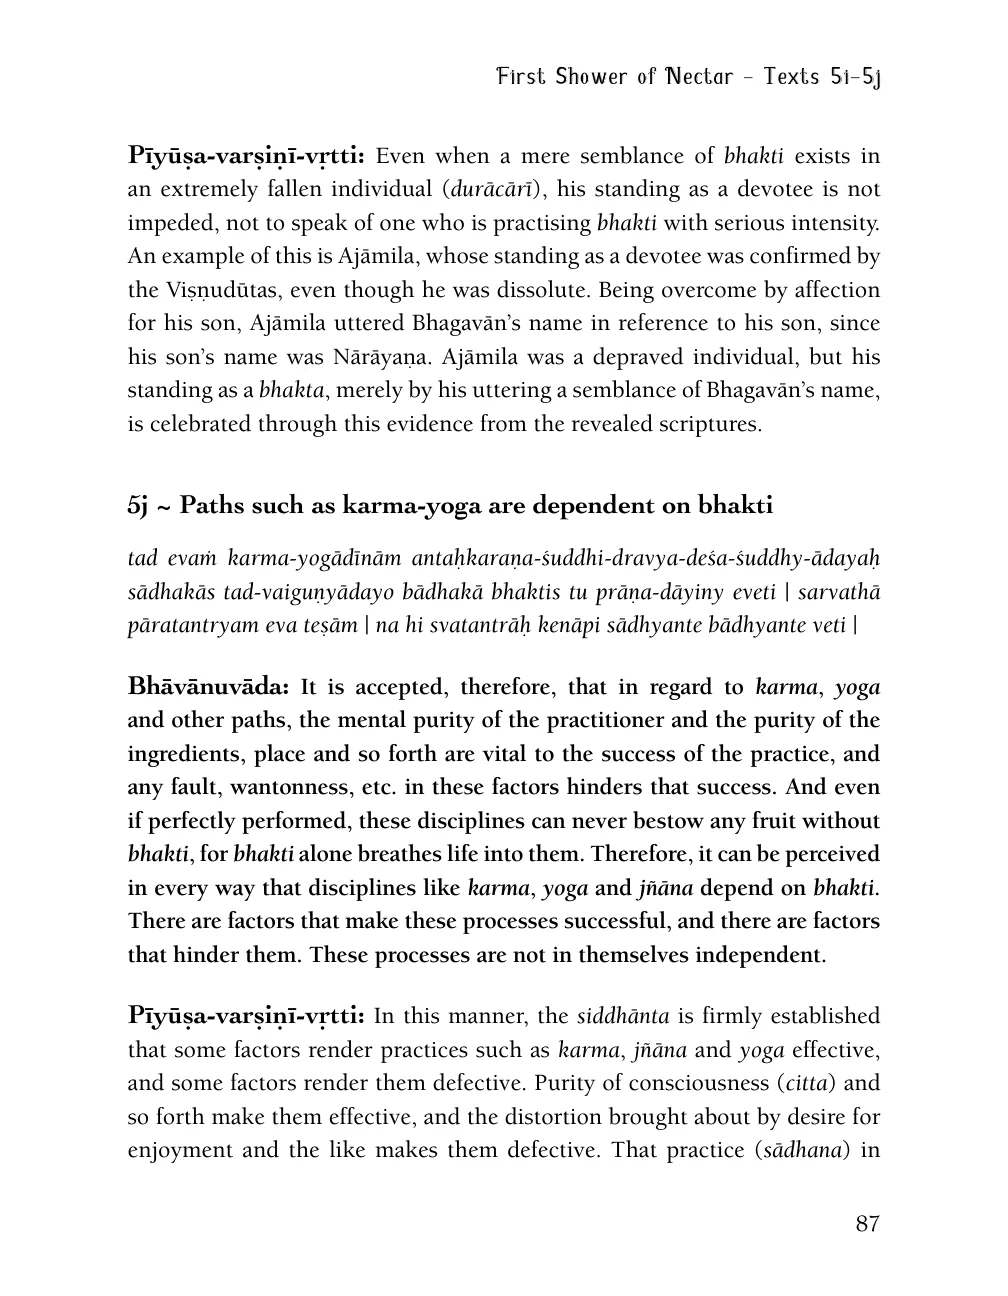 First Shower of Nectar – Texts 5i–5j
Pīyūṣa-varṣiṇī-vṛtti: Even when a mere semblance of bhakti exists in
an extremely fallen individual (durācārī), his standing as a devotee is not
impeded, not to speak of one who is practising bhakti with serious intensity.
An example of this is Ajāmila, whose standing as a devotee was confirmed by
the Viṣṇudūtas, even though he was dissolute. Being overcome by affection
for his son, Ajāmila uttered Bhagavān’s name in reference to his son, since
his son’s name was Nārāyaṇa. Ajāmila was a depraved individual, but his
standing as a bhakta, merely by his uttering a semblance of Bhagavān’s name,
is celebrated through this evidence from the revealed scriptures.
5j ~ Paths such as karma-yoga are dependent on bhakti
tad evaṁ karma-yogādīnām antaḥkaraṇa-śuddhi-dravya-deśa-śuddhy-ādayaḥ
sādhakās tad-vaiguṇyādayo bādhakā bhaktis tu prāṇa-dāyiny eveti | sarvathā
pāratantryam eva teṣām | na hi svatantrāḥ kenāpi sādhyante bādhyante veti |
Bhāvānuvāda: It is accepted, therefore, that in regard to karma, yoga
and other paths, the mental purity of the practitioner and the purity of the
ingredients, place and so forth are vital to the success of the practice, and
any fault, wantonness, etc. in these factors hinders that success. And even
if perfectly performed, these disciplines can never bestow any fruit without
bhakti, for bhakti alone breathes life into them. Therefore, it can be perceived
in every way that disciplines like karma, yoga and jñāna depend on bhakti.
There are factors that make these processes successful, and there are factors
that hinder them. These processes are not in themselves independent.
Pīyūṣa-varṣiṇī-vṛtti: In this manner, the siddhānta is firmly established
that some factors render practices such as karma, jñāna and yoga effective,
and some factors render them defective. Purity of consciousness (citta) and
so forth make them effective, and the distortion brought about by desire for
enjoyment and the like makes them defective. That practice (sādhana) in
87